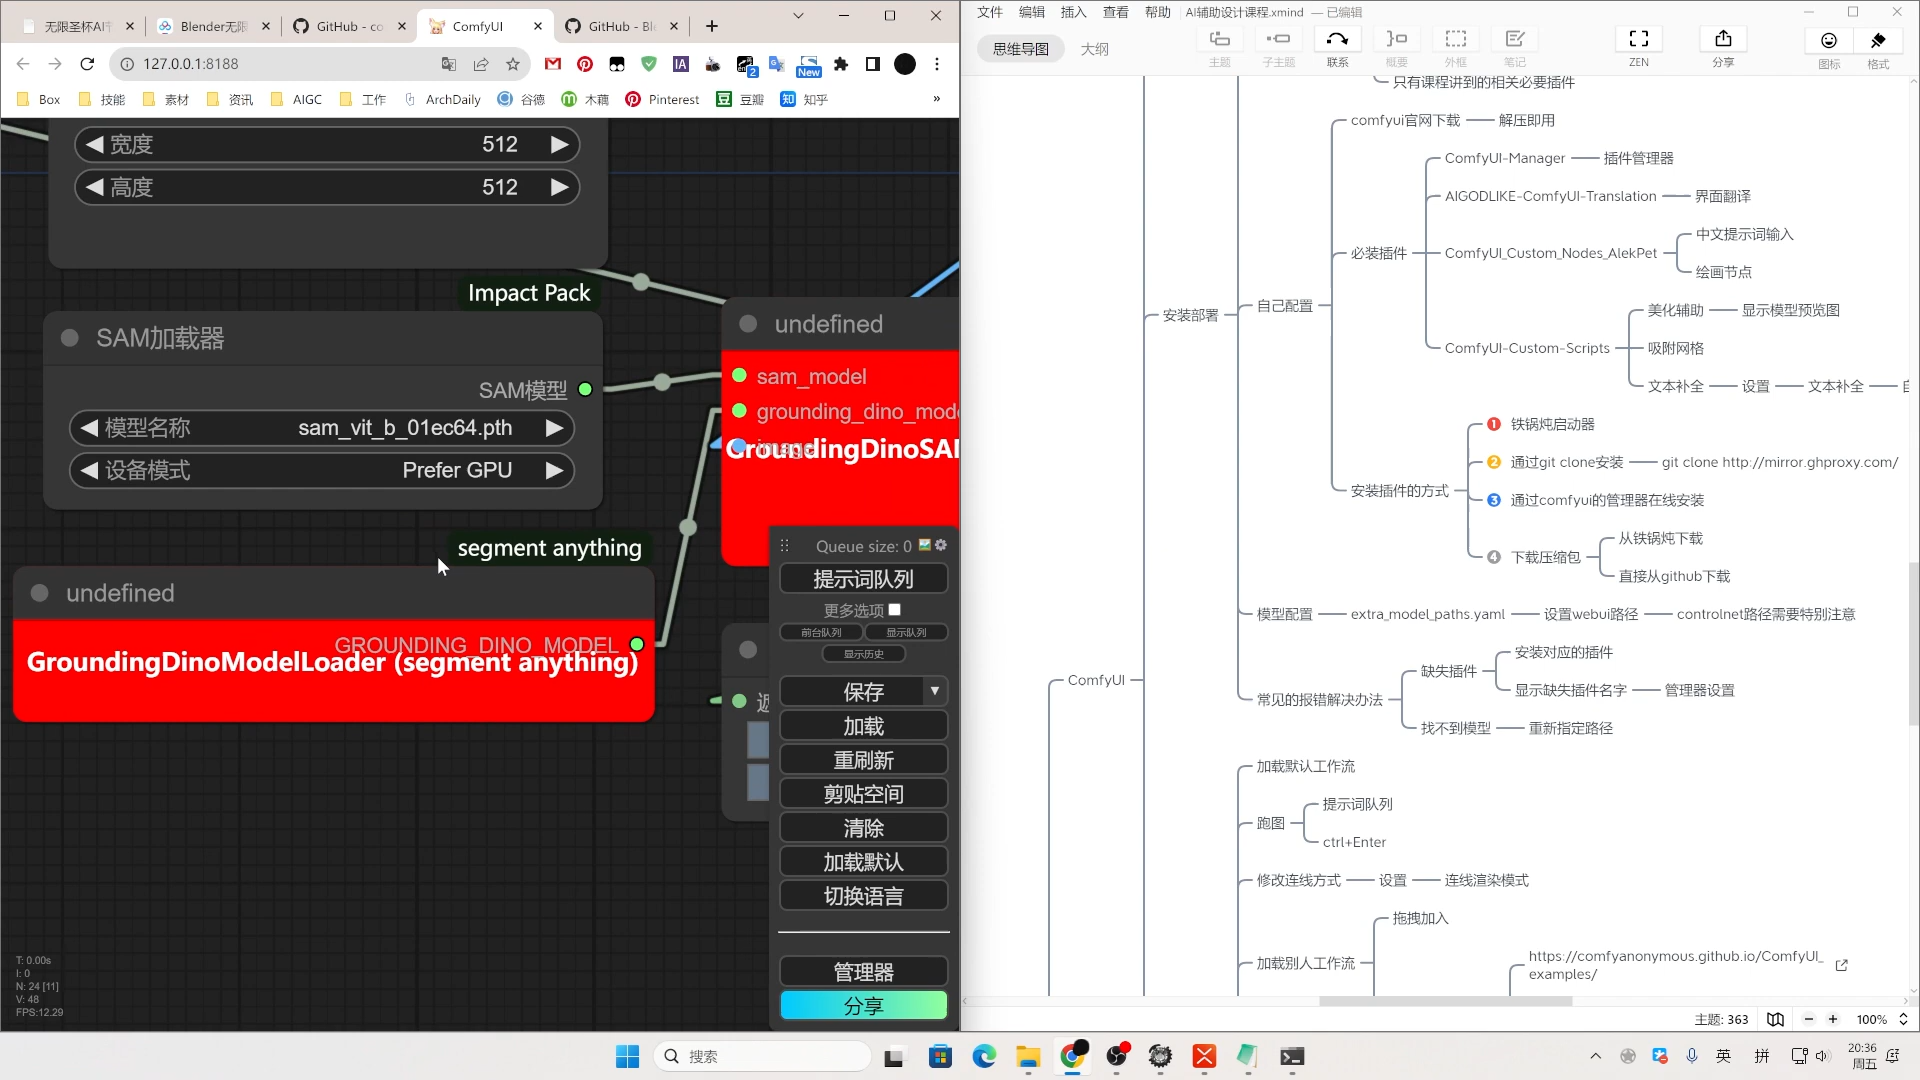 无限圣杯AI节
Blender无限
GitHub - co
ComfyUI
GitHub - Ble
127.0.0.1:8188
New
Box
技能
素材
资讯
AIGC
工作
ArchDaily
谷德
木藕
Pinterest
豆瓣
知乎
宽度 512
高度 512
Impact Pack
SAM加载器
SAM模型
模型名称 sam_vit_b_01ec64.pth
设备模式 Prefer GPU
segment anything
undefined
GROUNDING_DINO_MODEL
GroundingDinoModelLoader (segment anything)
undefined
sam_model
grounding_dino_mode
image
GroundingDinoSAI
Queue size: 0
提示词队列
更多选项
前台队列 显示队列
显示历史
保存
加载
重刷新
剪贴空间
清除
加载默认
切换语言
管理器
分享
T: 0.00s
I: 0
N: 24 [11]
V: 48
FPS:12.29
文件 编辑 插入 查看 帮助 AI辅助设计课程.xmind — 已编辑
思维导图 大纲
主题 子主题 联系 概要 外框 笔记 ZEN 分享 图标 格式
只有课程讲到的相关必要插件
comfyui官网下载 解压即用
ComfyUI-Manager 插件管理器
AIGODLIKE-ComfyUI-Translation 界面翻译
中文提示词输入
必装插件 ComfyUI_Custom_Nodes_AlekPet
绘画节点
自己配置
安装部署
美化辅助 显示模型预览图
ComfyUI-Custom-Scripts 吸附网格
文本补全 设置 文本补全
1 铁锅炖启动器
2 通过git clone安装 git clone http://mirror.ghproxy.com/
安装插件的方式
3 通过comfyui的管理器在线安装
从铁锅炖下载
4 下载压缩包
直接从github下载
模型配置 extra_model_paths.yaml 设置webui路径 controlnet路径需要特别注意
安装对应的插件
缺失插件
ComfyUI
显示缺失插件名字 管理器设置
常见的报错解决办法
找不到模型 重新指定路径
加载默认工作流
提示词队列
跑图
ctrl+Enter
修改连线方式 设置 连线渲染模式
拖拽加入
加载别人工作流
https://comfyanonymous.github.io/ComfyUI_
examples/
主题: 363
100%
搜索
英
拼
20:36
周五